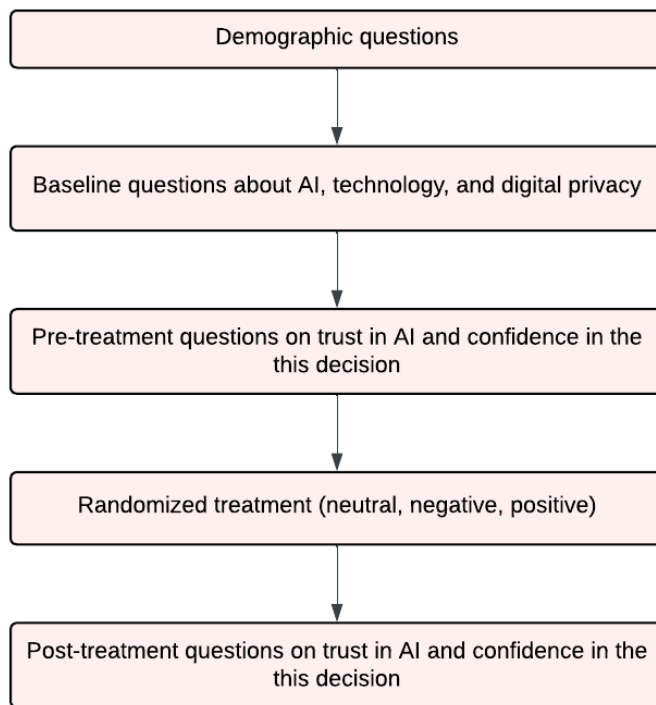 Demographic questions
Baseline questions about AI, technology, and digital privacy
Pre-treatment questions on trust in AI and confidence in the
this decision
Randomized treatment (neutral, negative, positive)
Post-treatment questions on trust in AI and confidence in the
this decision